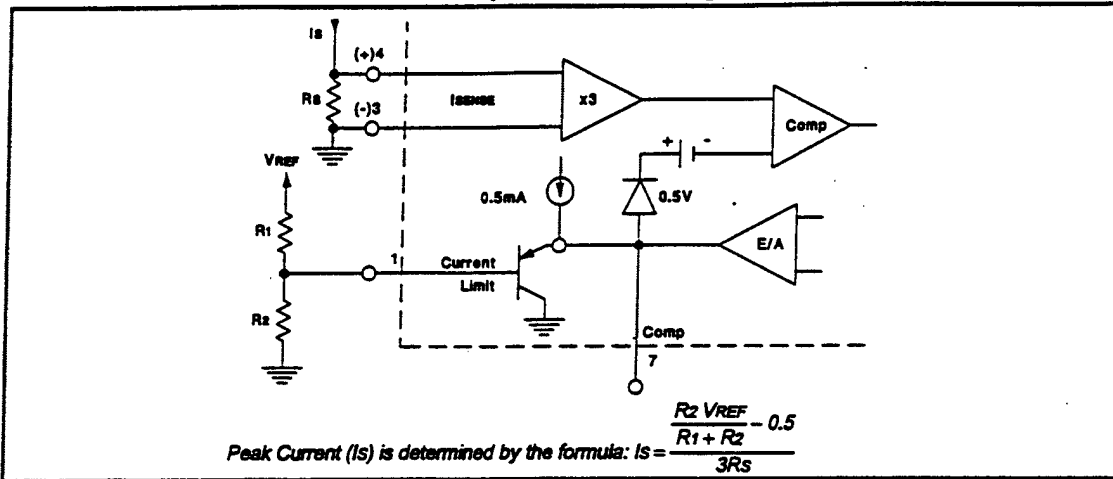 Is
(+)4
Rs
(-)3
ISENSE
x3
Comp
VREF
+ -
0.5mA
0.5V
R1
E/A
1
Current
Limit
R2
Comp
7
R2 VREF
R1 + R2
- 0.5
Peak Current (Is) is determined by the formula: Is =
3Rs